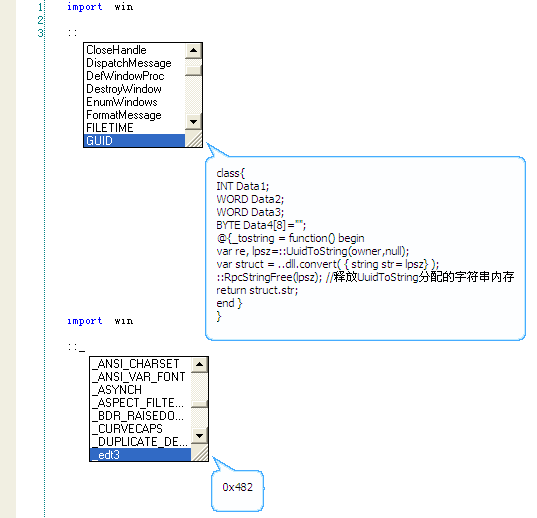 1 import win
2
3 ::
CloseHandle
DispatchMessage
DefWindowProc
DestroyWindow
EnumWindows
FormatMessage
FILETIME
GUID
class{
INT Data1;
WORD Data2;
WORD Data3;
BYTE Data4[8]="";
@{_tostring = function() begin
var re, lpsz=::UuidToString(owner,null);
var struct = ..dll.convert( { string str= lpsz} );
::RpcStringFree(lpsz); //释放UuidToString分配的字符串内存
return struct.str;
end }
}
import win
::_
_ANSI_CHARSET
_ANSI_VAR_FONT
_ASYNCH
_ASPECT_FILTE...
_BDR_RAISEDO...
_CURVECAPS
_DUPLICATE_DE...
_edt3
0x482